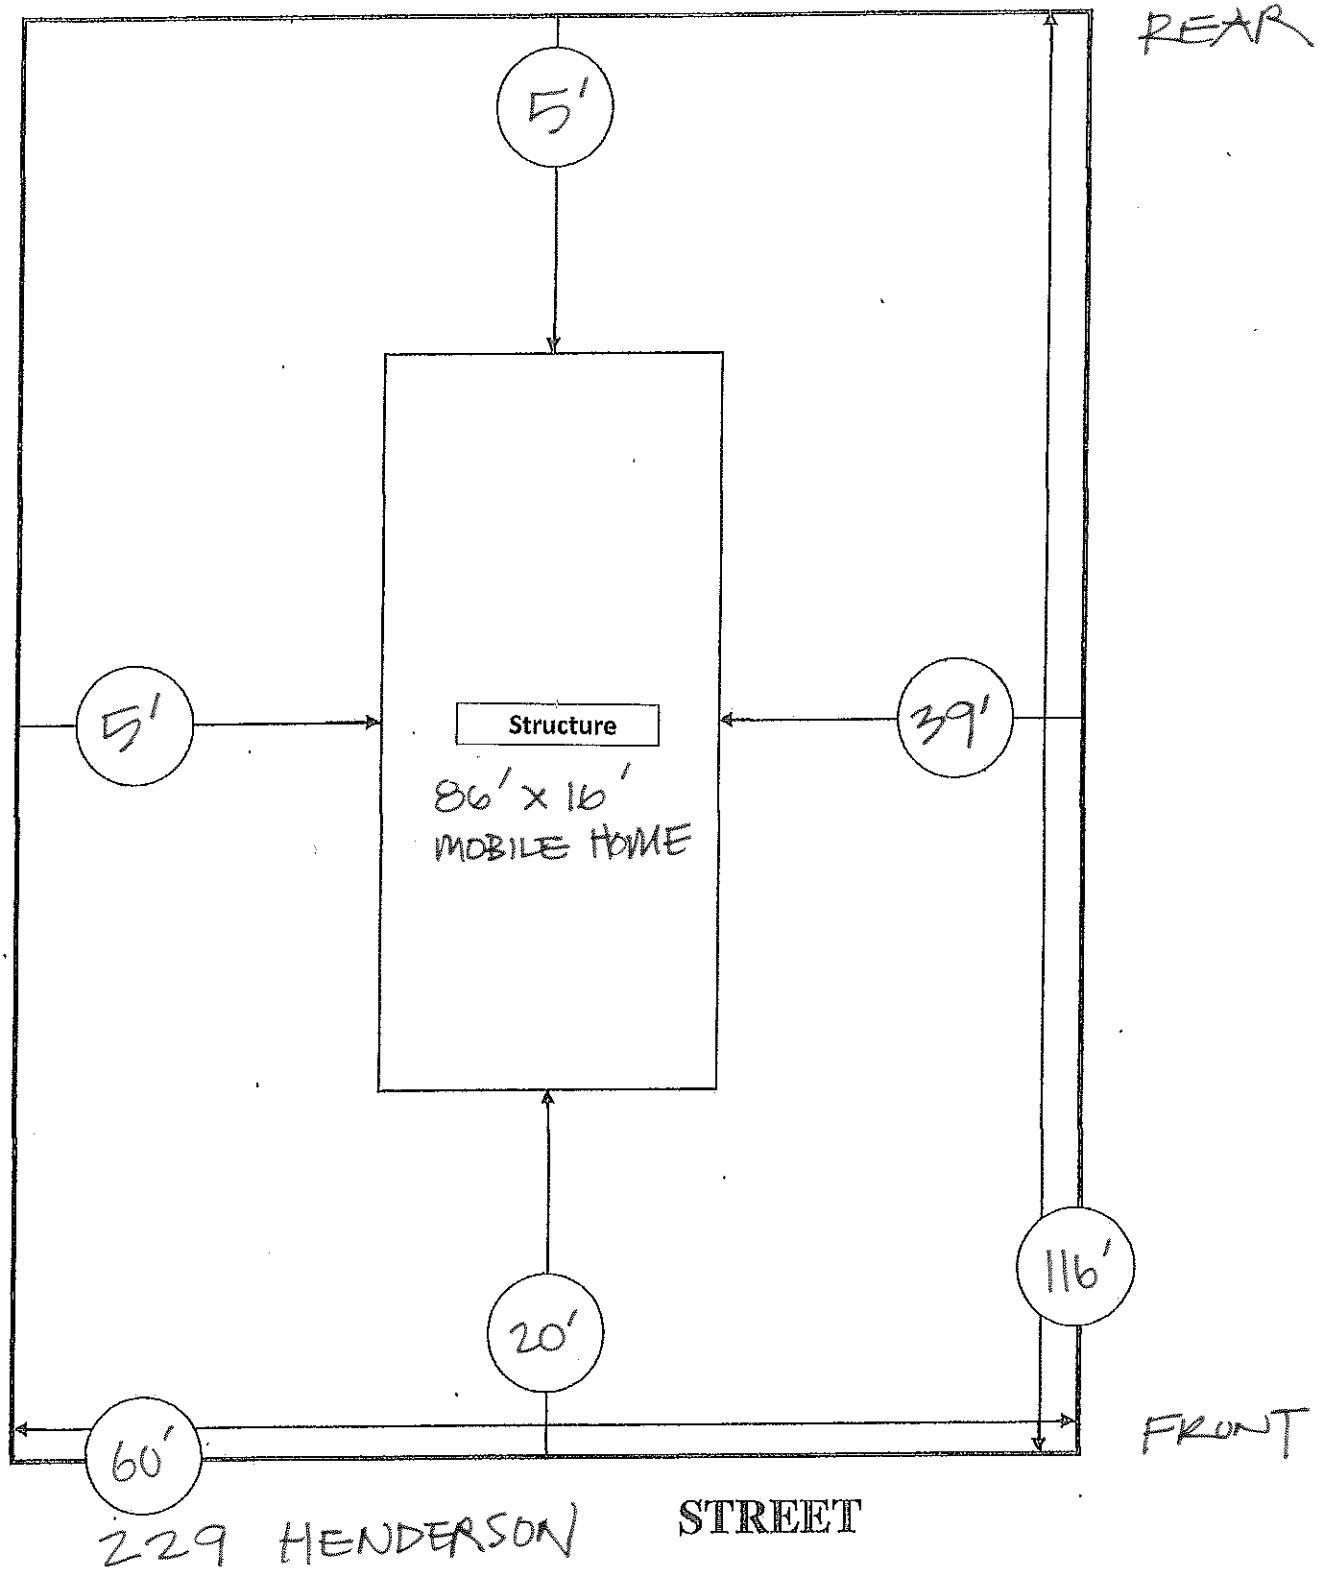 REAR
5'
5'
39'
Structure
86' x 16'
MOBILE HOME
116'
20'
FRONT
60'
229 HENDERSON STREET